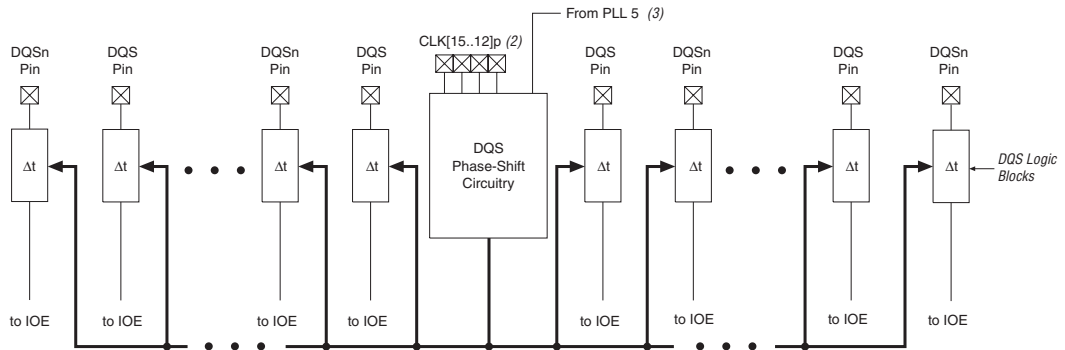 From PLL 5 (3)
CLK[15..12]p (2)
DQSn
Pin
DQS
Pin
DQSn
Pin
DQS
Pin
DQS
Pin
DQSn
Pin
DQS
Pin
DQSn
Pin
Δt
Δt
Δt
Δt
DQS
Phase-Shift
Circuitry
Δt
Δt
Δt
Δt
DQS Logic
Blocks
to IOE
to IOE
to IOE
to IOE
to IOE
to IOE
to IOE
to IOE